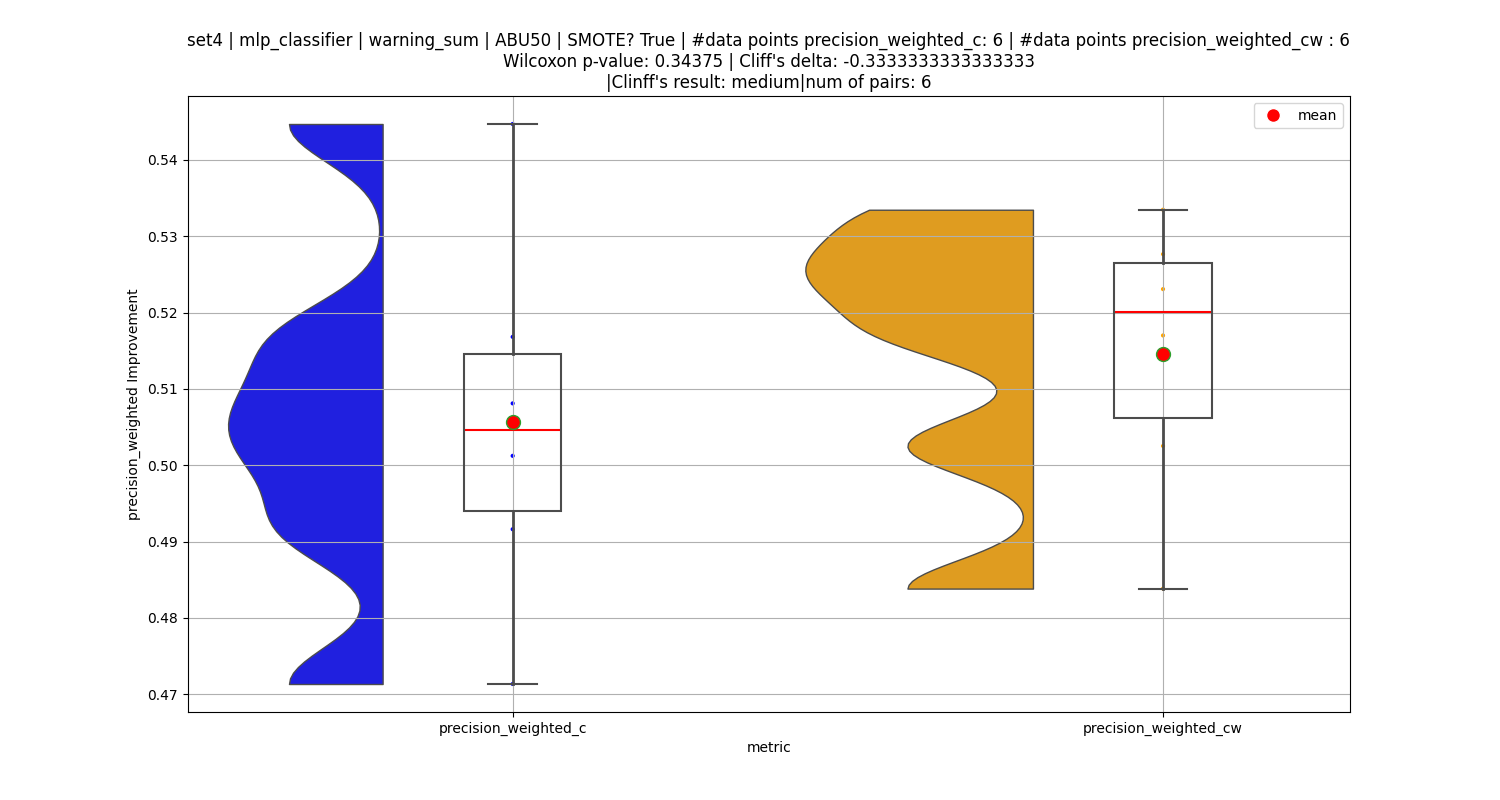 set4 | mlp_classifier | warning_sum | ABU50 | SMOTE? True | #data points precision_weighted_c: 6 | #data points precision_weighted_cw : 6
Wilcoxon p-value: 0.34375 | Cliff's delta: -0.3333333333333333
|Clinff's result: medium|num of pairs: 6
mean
precision_weighted Improvement
0.54
0.53
0.52
0.51
0.50
0.49
0.48
0.47
precision_weighted_c
precision_weighted_cw
metric